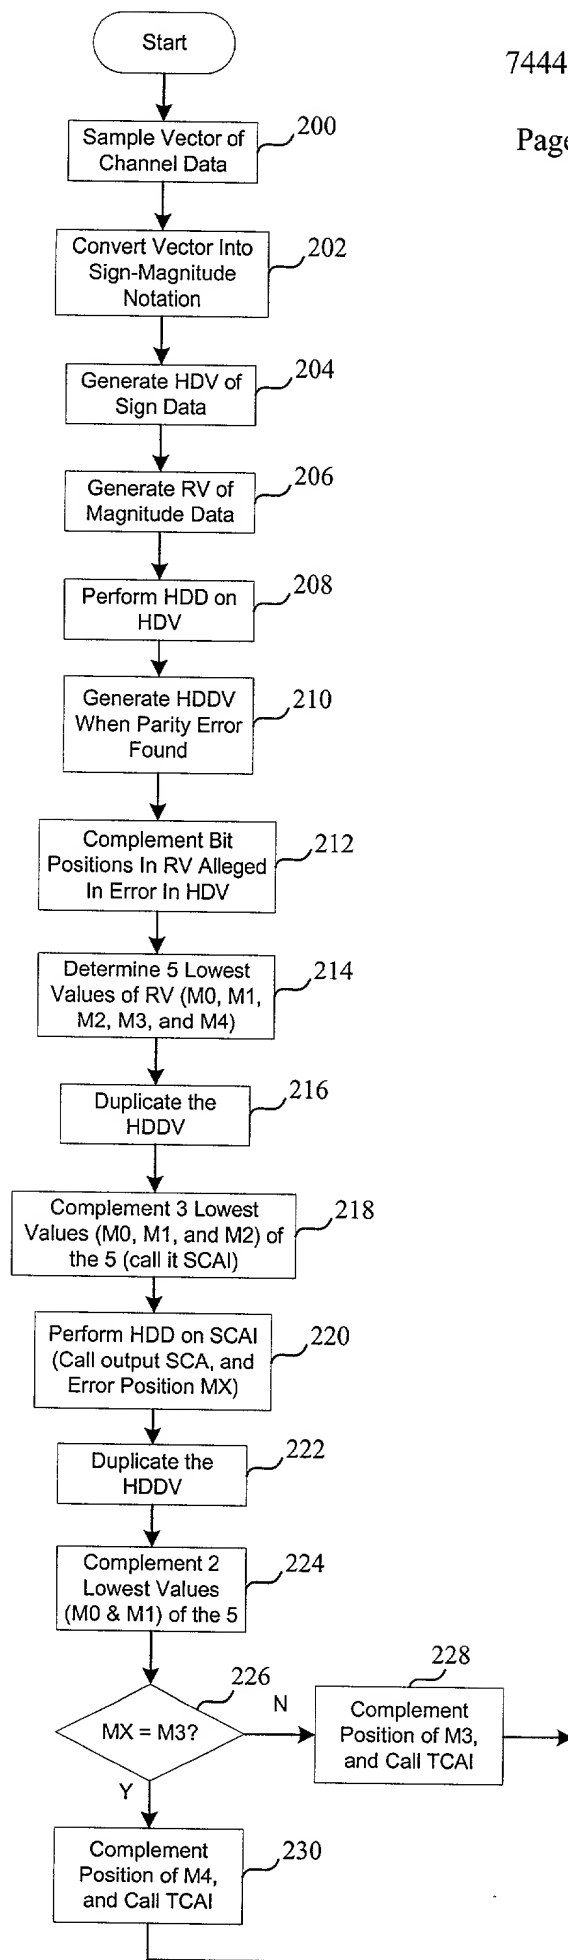 Start
7444
Page
Sample Vector of
Channel Data
200
Convert Vector Into
Sign-Magnitude
Notation
202
Generate HDV of
Sign Data
204
Generate RV of
Magnitude Data
206
Perform HDD on
HDV
208
Generate HDDV
When Parity Error
Found
210
Complement Bit
Positions In RV Alleged
In Error In HDV
212
Determine 5 Lowest
Values of RV (M0, M1,
M2, M3, and M4)
214
Duplicate the
HDDV
216
Complement 3 Lowest
Values (M0, M1, and M2) of
the 5 (call it SCAI)
218
Perform HDD on SCAI
(Call output SCA, and
Error Position MX)
220
Duplicate the
HDDV
222
Complement 2
Lowest Values
(M0 & M1) of the 5
224
MX = M3?
226
N
Y
Complement
Position of M3,
and Call TCAI
228
Complement
Position of M4,
and Call TCAI
230